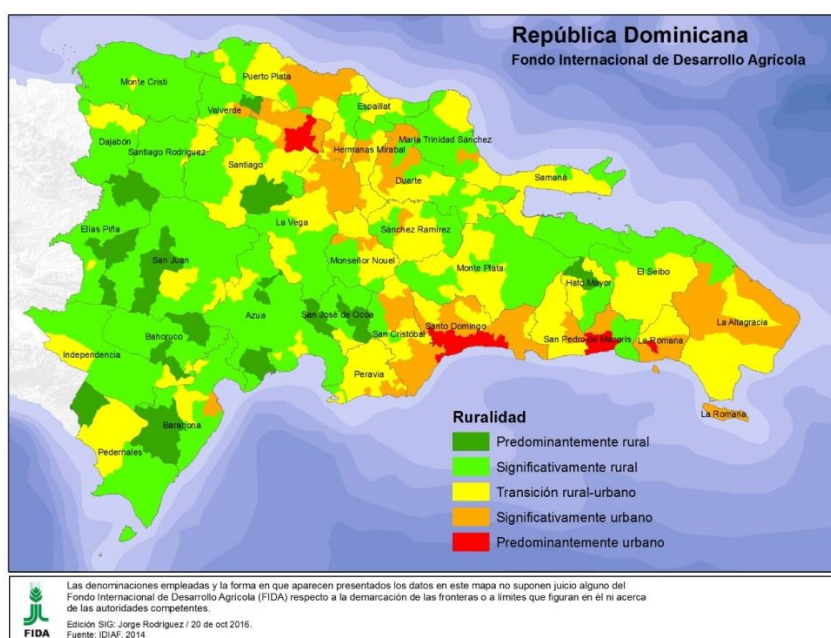 República Dominicana
Fondo Internacional de Desarrollo Agrícola
Monte Cristi
Puerto Plata
Valverde
Espaillat
Dajabón
Santiago Rodríguez
Santiago
Hermanas Mirabal
María Trinidad Sánchez
Duarte
Samaná
La Vega
Elías Piña
Sánchez Ramírez
San Juan
Monseñor Nouel
Monte Plata
Hato Mayor
El Seibo
Azua
San José de Ocoa
San Cristóbal
Santo Domingo
La Altagracia
Bahoruco
San Pedro de Macorís
La Romana
Independencia
Peravia
Barahona
La Romana
Pedernales
Ruralidad
Predominantemente rural
Significativamente rural
Transición rural-urbano
Significativamente urbano
Predominantemente urbano
Las denominaciones empleadas y la forma en que aparecen presentados los datos en este mapa no suponen juicio alguno del
Fondo Internacional de Desarrollo Agrícola (FIDA) respecto a la demarcación de las fronteras o a límites que figuran en él ni acerca
de las autoridades competentes.
Edición SIG: Jorge Rodríguez / 20 de oct 2016.
Fuente: IDIAF, 2014
FIDA